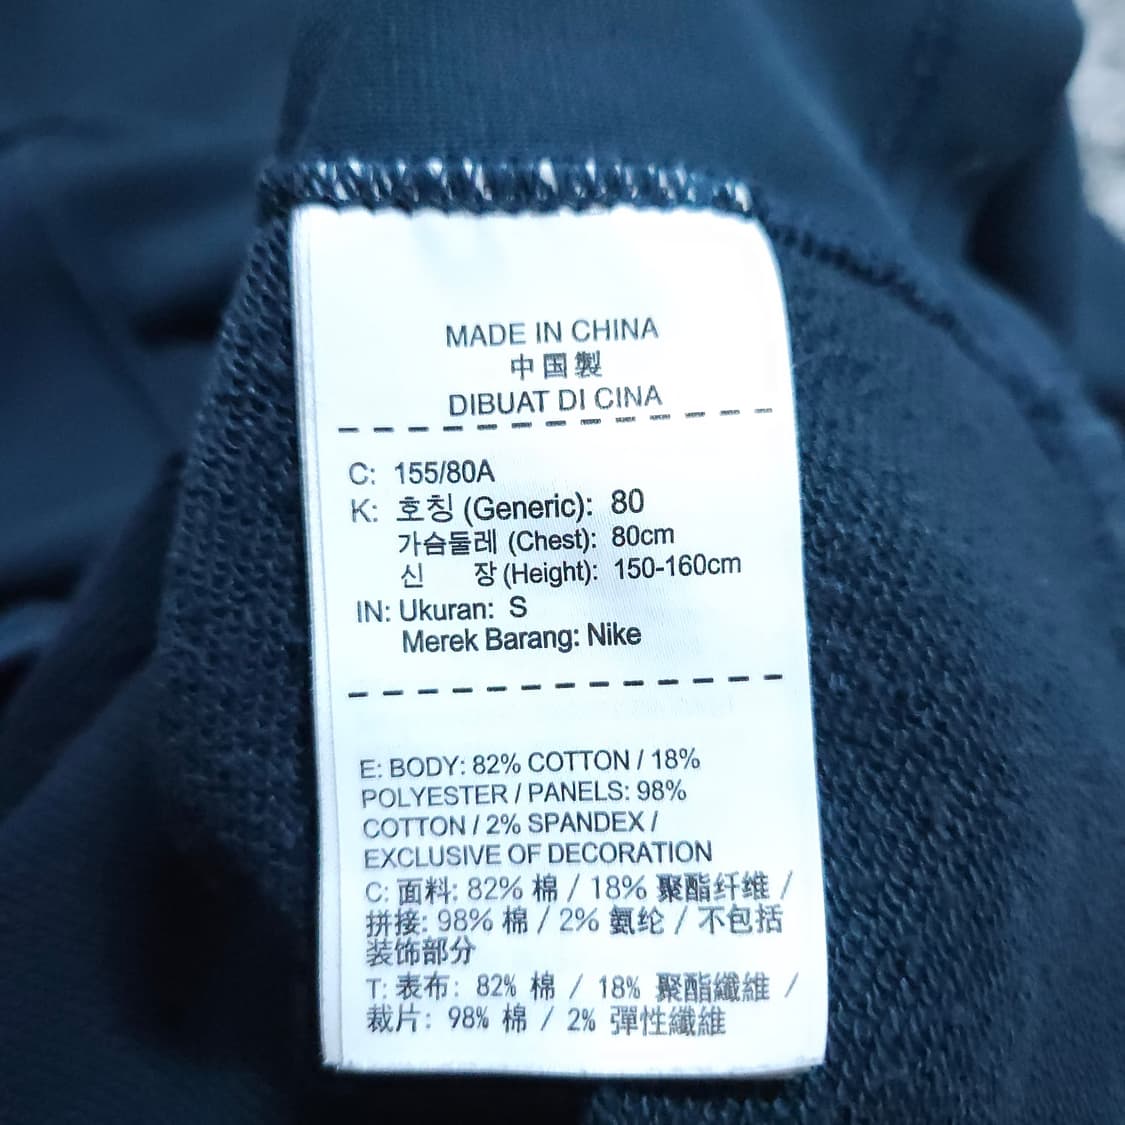 MADE IN CHINA
中国製
DIBUAT DI CINA
C: 155/80A
K: 호칭 (Generic): 80
가슴둘레 (Chest): 80cm
신 장 (Height): 150-160cm
IN: Ukuran: S
Merek Barang: Nike
E: BODY: 82% COTTON / 18%
POLYESTER / PANELS: 98%
COTTON / 2% SPANDEX /
EXCLUSIVE OF DECORATION
C: 面料: 82% 棉 / 18% 聚酯纤维 /
拼接: 98% 棉 / 2% 氨纶 / 不包括
装饰部分
T: 表布: 82% 棉 / 18% 聚酯纖維 /
裁片: 98% 棉 / 2% 彈性纖維